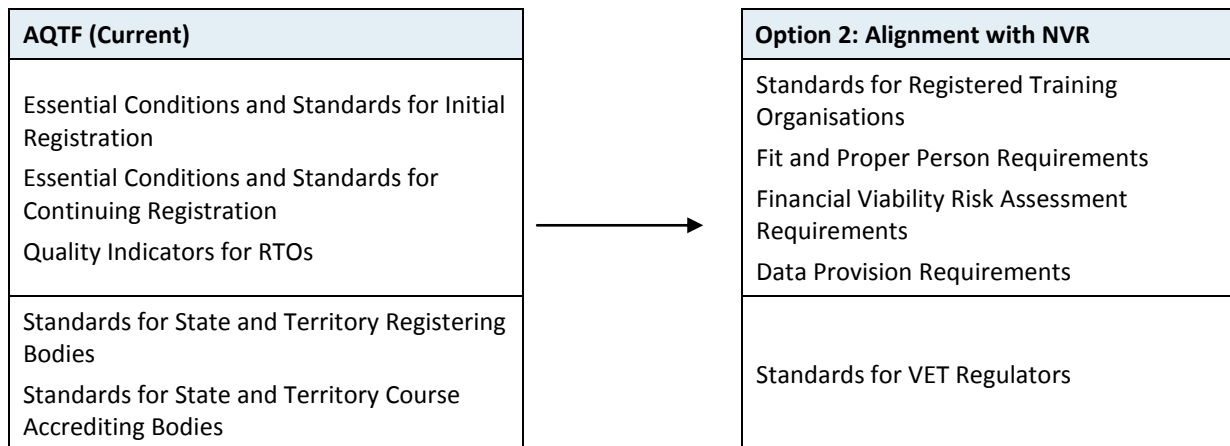 AQTF (Current)
Essential Conditions and Standards for Initial
Registration
Essential Conditions and Standards for
Continuing Registration
Quality Indicators for RTOs
Standards for State and Territory Registering
Bodies
Standards for State and Territory Course
Accrediting Bodies
Option 2: Alignment with NVR
Standards for Registered Training
Organisations
Fit and Proper Person Requirements
Financial Viability Risk Assessment
Requirements
Data Provision Requirements
Standards for VET Regulators